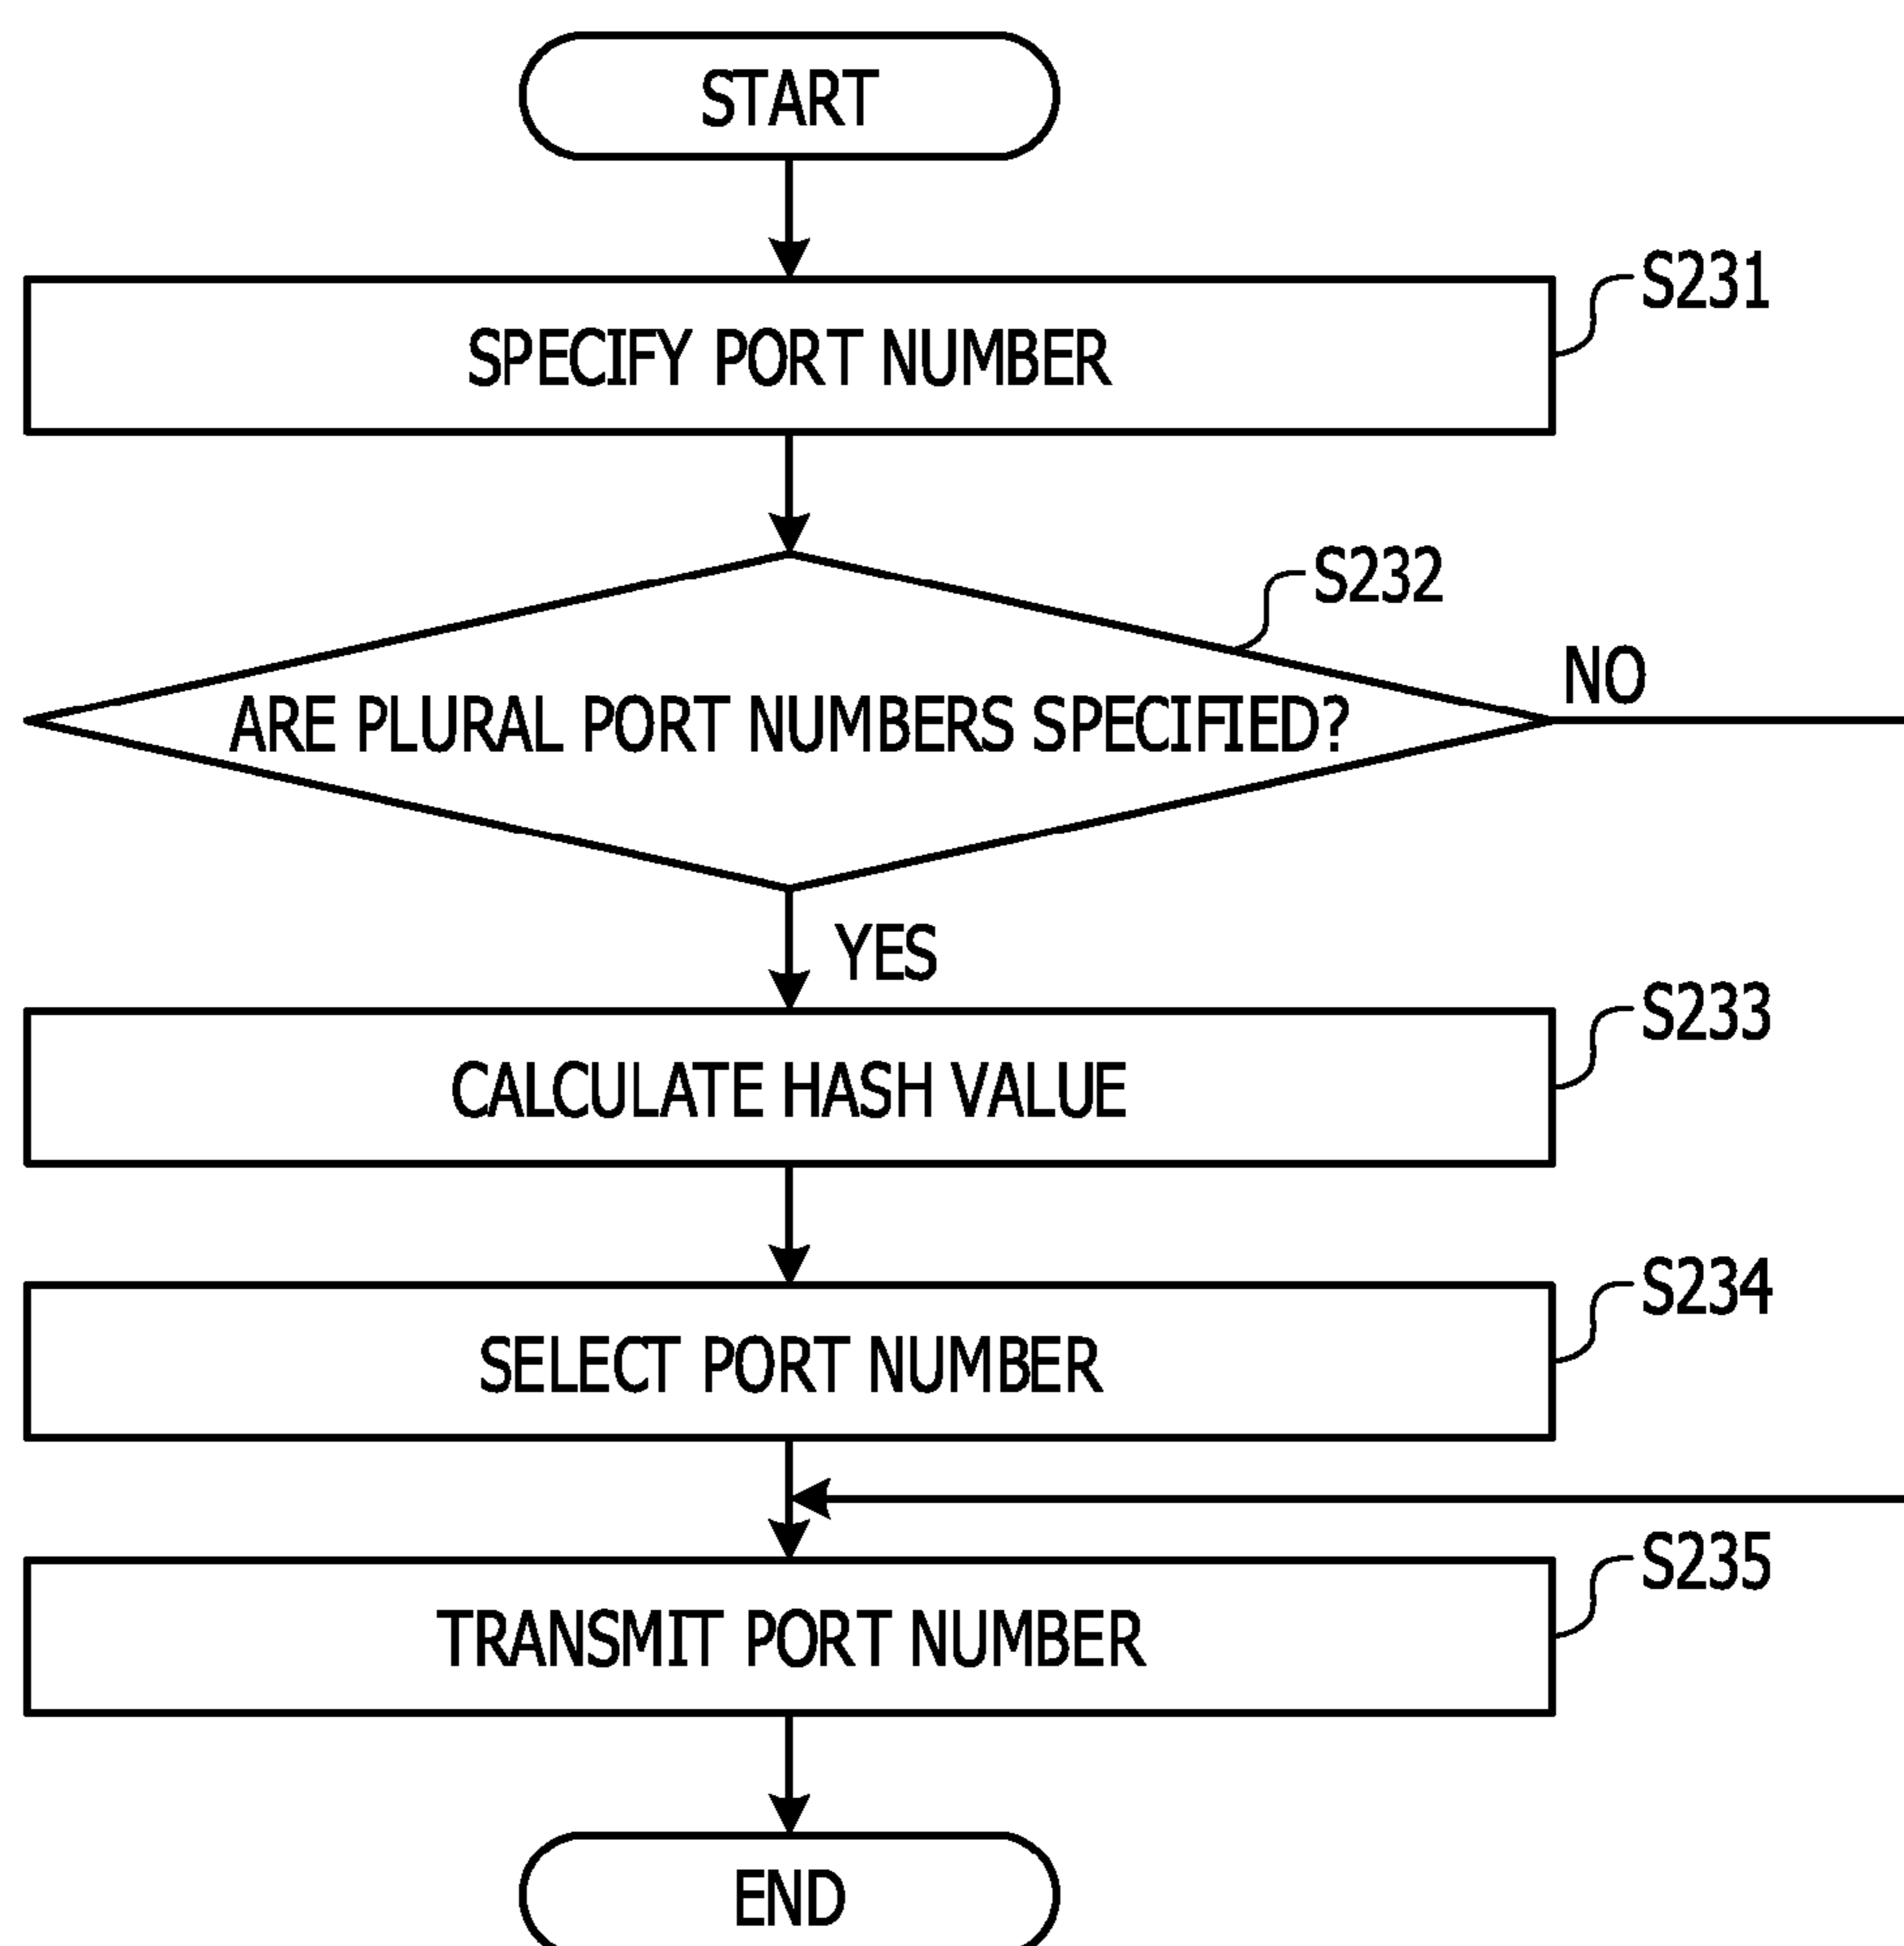 START
S231
SPECIFY PORT NUMBER
S232
NO
ARE PLURAL PORT NUMBERS SPECIFIED?
YES
S233
CALCULATE HASH VALUE
S234
SELECT PORT NUMBER
S235
TRANSMIT PORT NUMBER
END